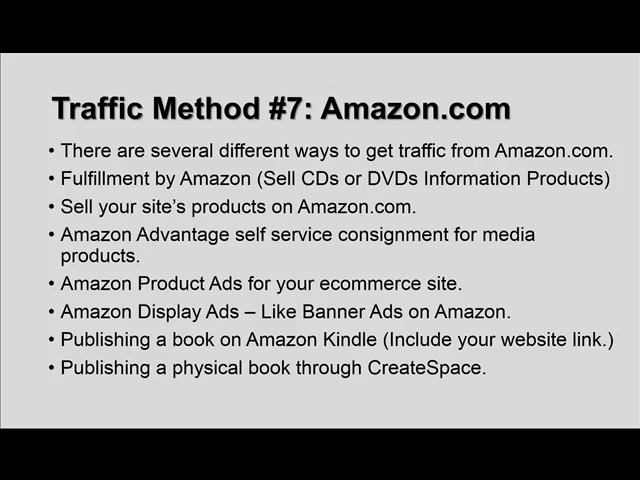 Traffic Method #7: Amazon.com
• There are several different ways to get traffic from Amazon.com.
• Fulfillment by Amazon (Sell CDs or DVDs Information Products)
• Sell your site's products on Amazon.com.
• Amazon Advantage self service consignment for media
products.
• Amazon Product Ads for your ecommerce site.
• Amazon Display Ads – Like Banner Ads on Amazon.
• Publishing a book on Amazon Kindle (Include your website link.)
• Publishing a physical book through CreateSpace.